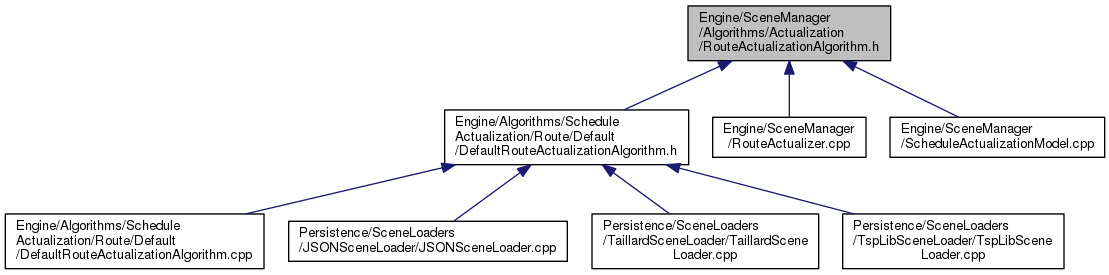 Engine/SceneManager
/Algorithms/Actualization
/RouteActualizationAlgorithm.h
Engine/Algorithms/Schedule
Actualization/Route/Default
/DefaultRouteActualizationAlgorithm.h
Engine/SceneManager
/RouteActualizer.cpp
Engine/SceneManager
/ScheduleActualizationModel.cpp
Engine/Algorithms/Schedule
Actualization/Route/Default
/DefaultRouteActualizationAlgorithm.cpp
Persistence/SceneLoaders
/JSONSceneLoader/JSONSceneLoader.cpp
Persistence/SceneLoaders
/TaillardSceneLoader/TaillardScene
Loader.cpp
Persistence/SceneLoaders
/TspLibSceneLoader/TspLibScene
Loader.cpp